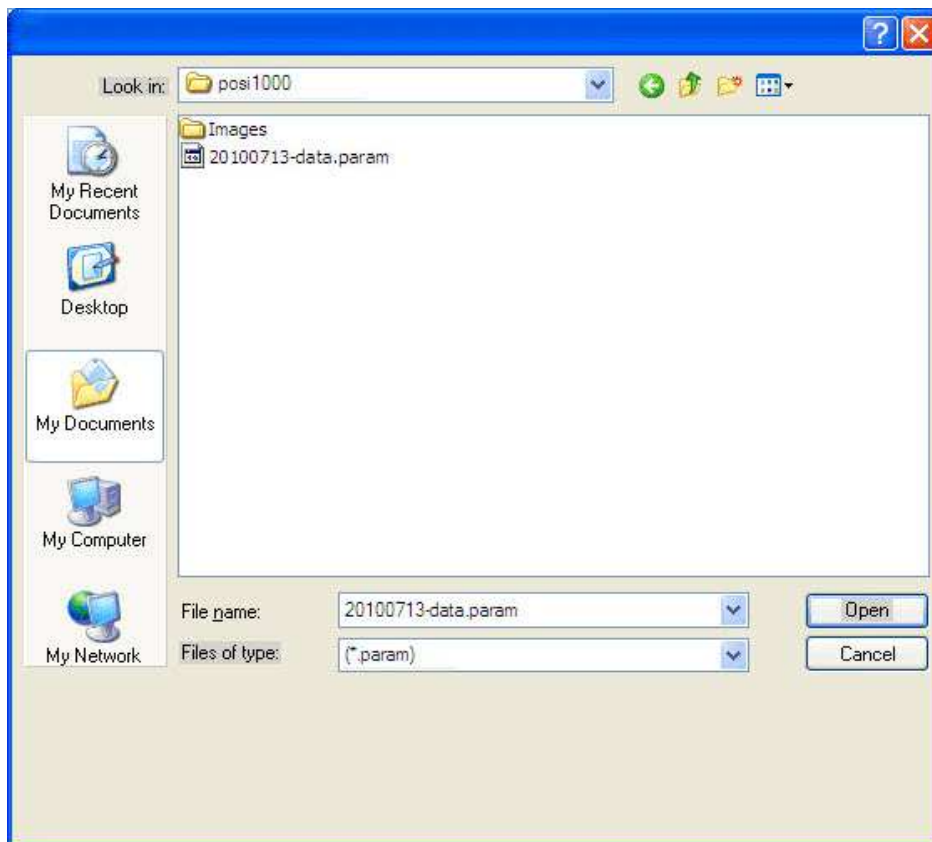 Look in: posi1000
Images
20100713-data.param
My Recent
Documents
Desktop
My Documents
My Computer
My Network
File name: 20100713-data.param Open
Files of type: (*.param) Cancel